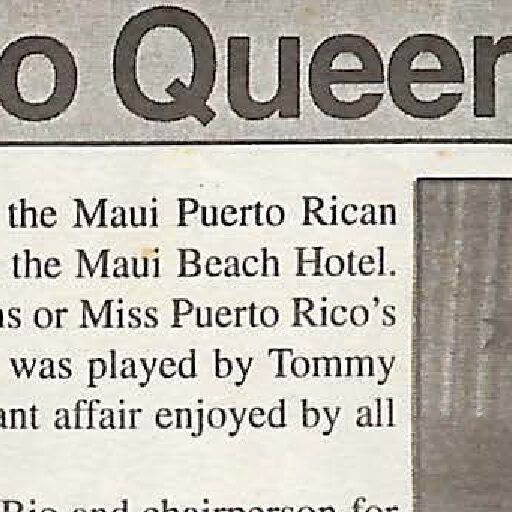 o Queen
the Maui Puerto Rican
the Maui Beach Hotel.
ns or Miss Puerto Rico's
was played by Tommy
ant affair enjoyed by all
Rio and chairperson for